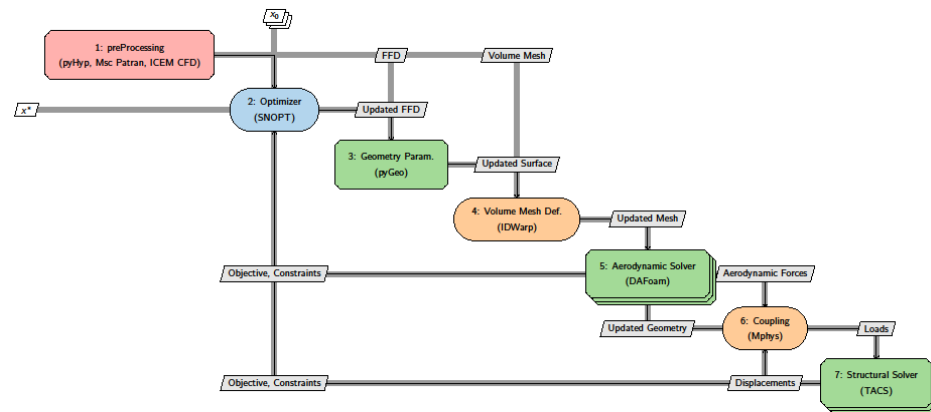 x0
1: preProcessing
(pyHyp, Msc Patran, ICEM CFD)
FFD
Volume Mesh
x*
2: Optimizer
(SNOPT)
Updated FFD
3: Geometry Param.
(pyGeo)
Updated Surface
4: Volume Mesh Def.
(IDWarp)
Updated Mesh
Objective, Constraints
5: Aerodynamic Solver
(DAFoam)
Aerodynamic Forces
Updated Geometry
6: Coupling
(Mphys)
Loads
Objective, Constraints
Displacements
7: Structural Solver
(TACS)